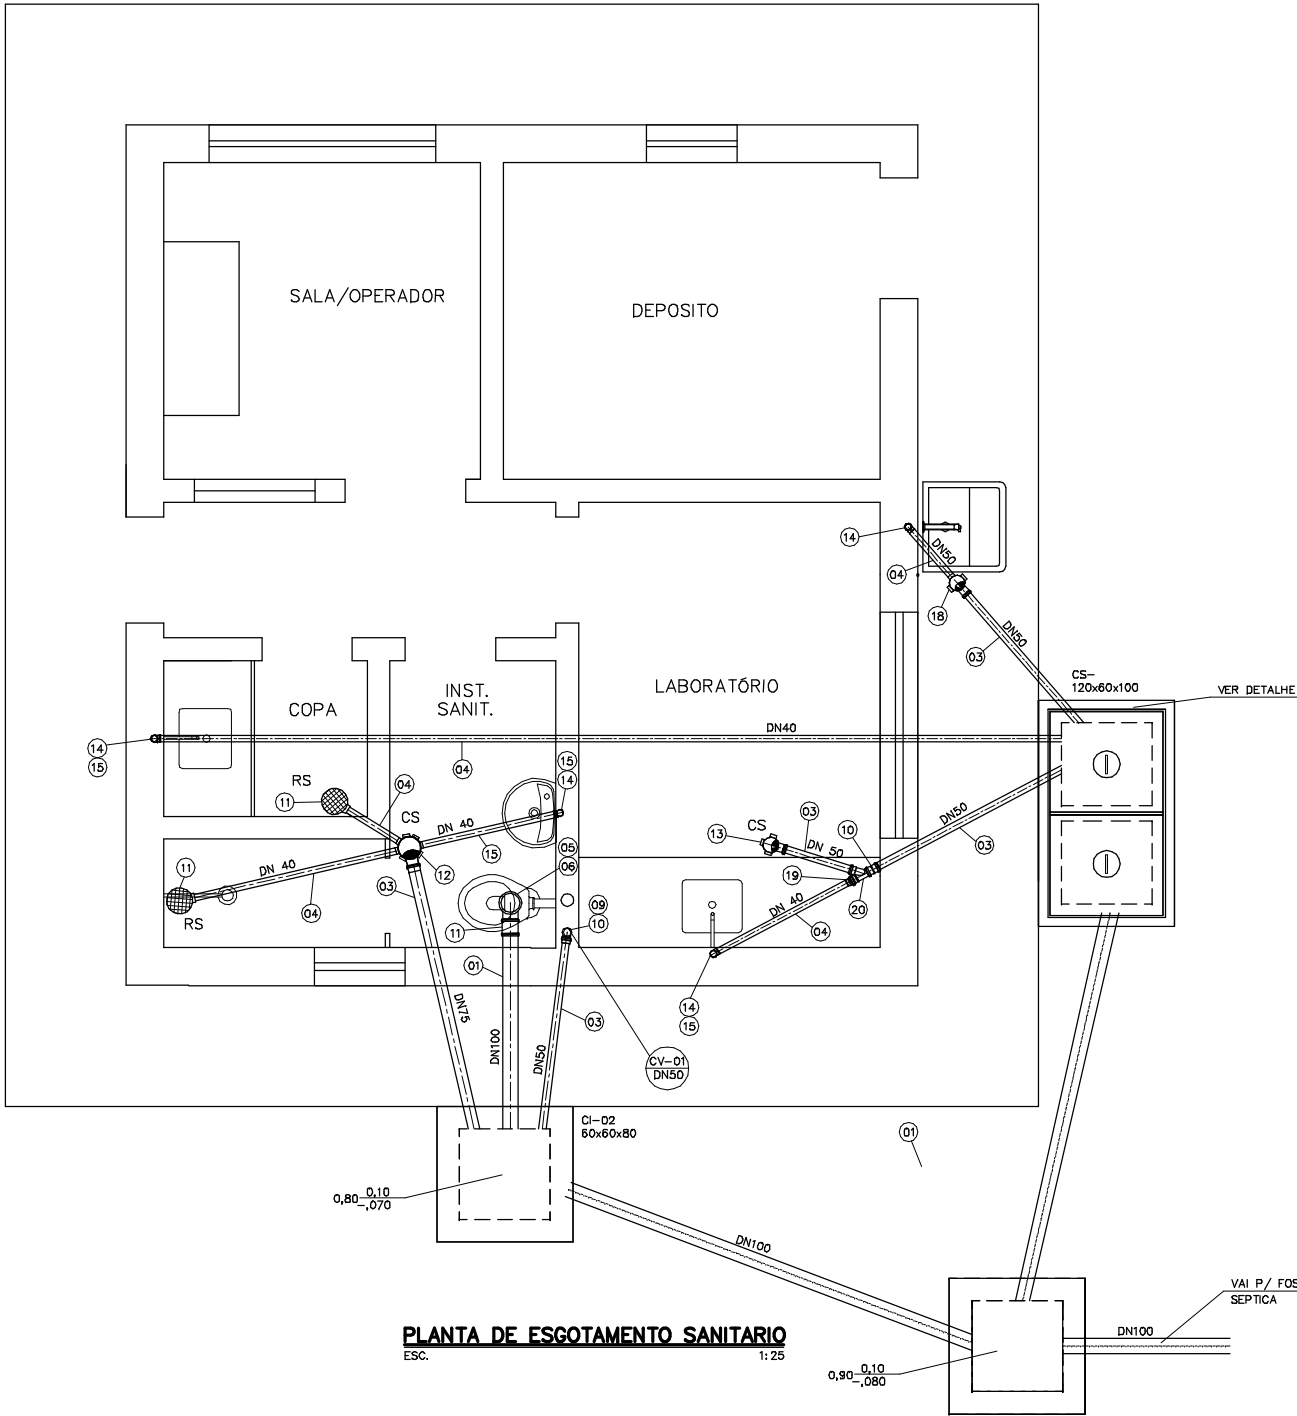 SALA/OPERADOR
DEPOSITO
14
DN50
04
18
DN50
03
CS-
120x60x100
VER DETALHE
INST.
SANIT.
LABORATÓRIO
COPA
DN40
14
15
04
15
14
RS
11
04
CS
DN 40
15
03
13
CS
DN 50
10
DN50
03
05
06
11
DN 40
12
04
03
19
20
DN 40
04
RS
09
10
11
01
14
15
DN75
DN100
DN50
03
CV-01
DN50
CI-02
60x60x80
01
0,80 0,10
-,070
DN100
VAI P/ FOS
SEPTICA
DN100
PLANTA DE ESGOTAMENTO SANITARIO
ESC. 1:25
0,90 0,10
-,080